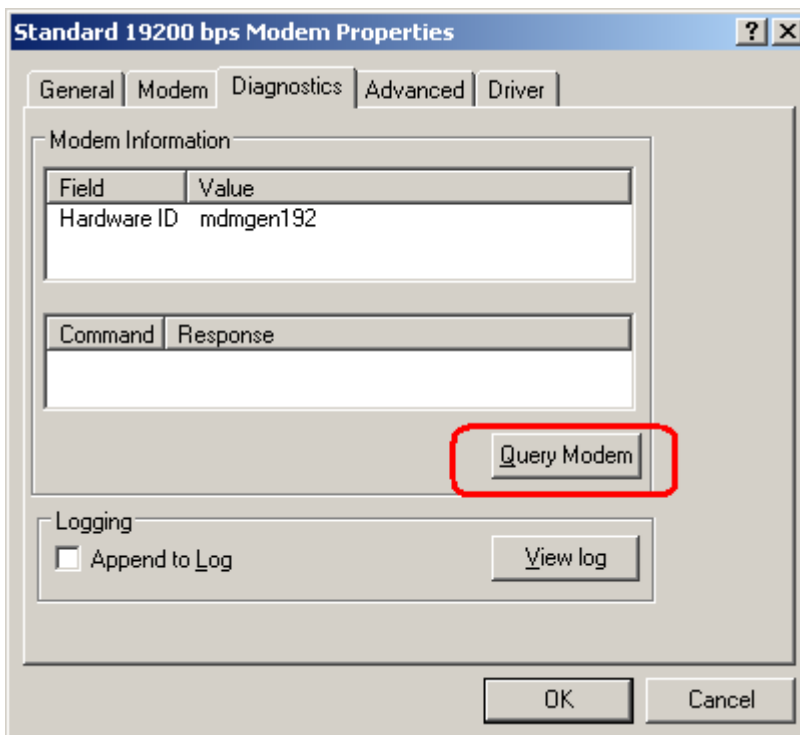 Standard 19200 bps Modem Properties
General Modem Diagnostics Advanced Driver
Modem Information
Field Value
Hardware ID mdmgen192
Command Response
Query Modem
Logging
Append to Log View log
OK Cancel